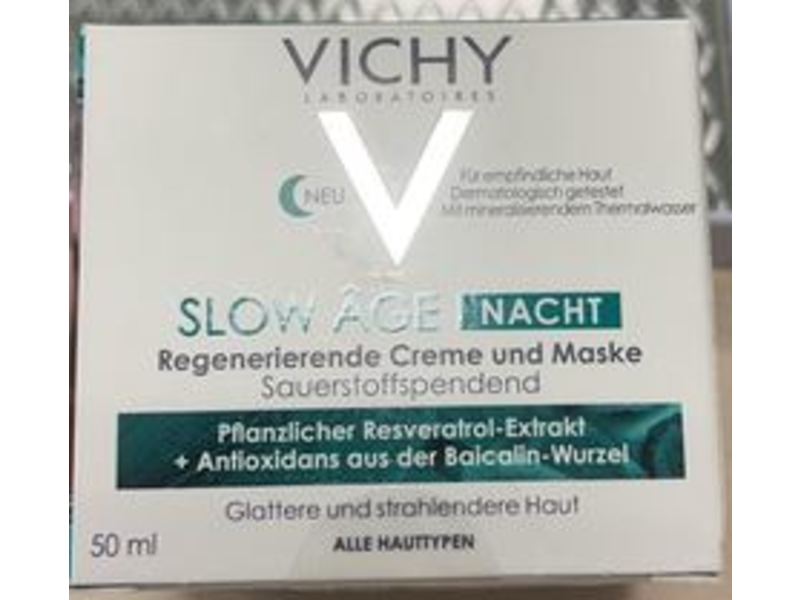 VICHY
LABORATOIRES
NEU
Für empfindliche Haut
Dermatologisch getestet
Mit mineralisierendem Thermalwasser
SLOW ÂGE NACHT
Regenerierende Creme und Maske
Sauerstoffspendend
Pflanzlicher Resveratrol-Extrakt
+ Antioxidans aus der Baicalin-Wurzel
Glattere und strahlendere Haut
50 ml
ALLE HAUTTYPEN